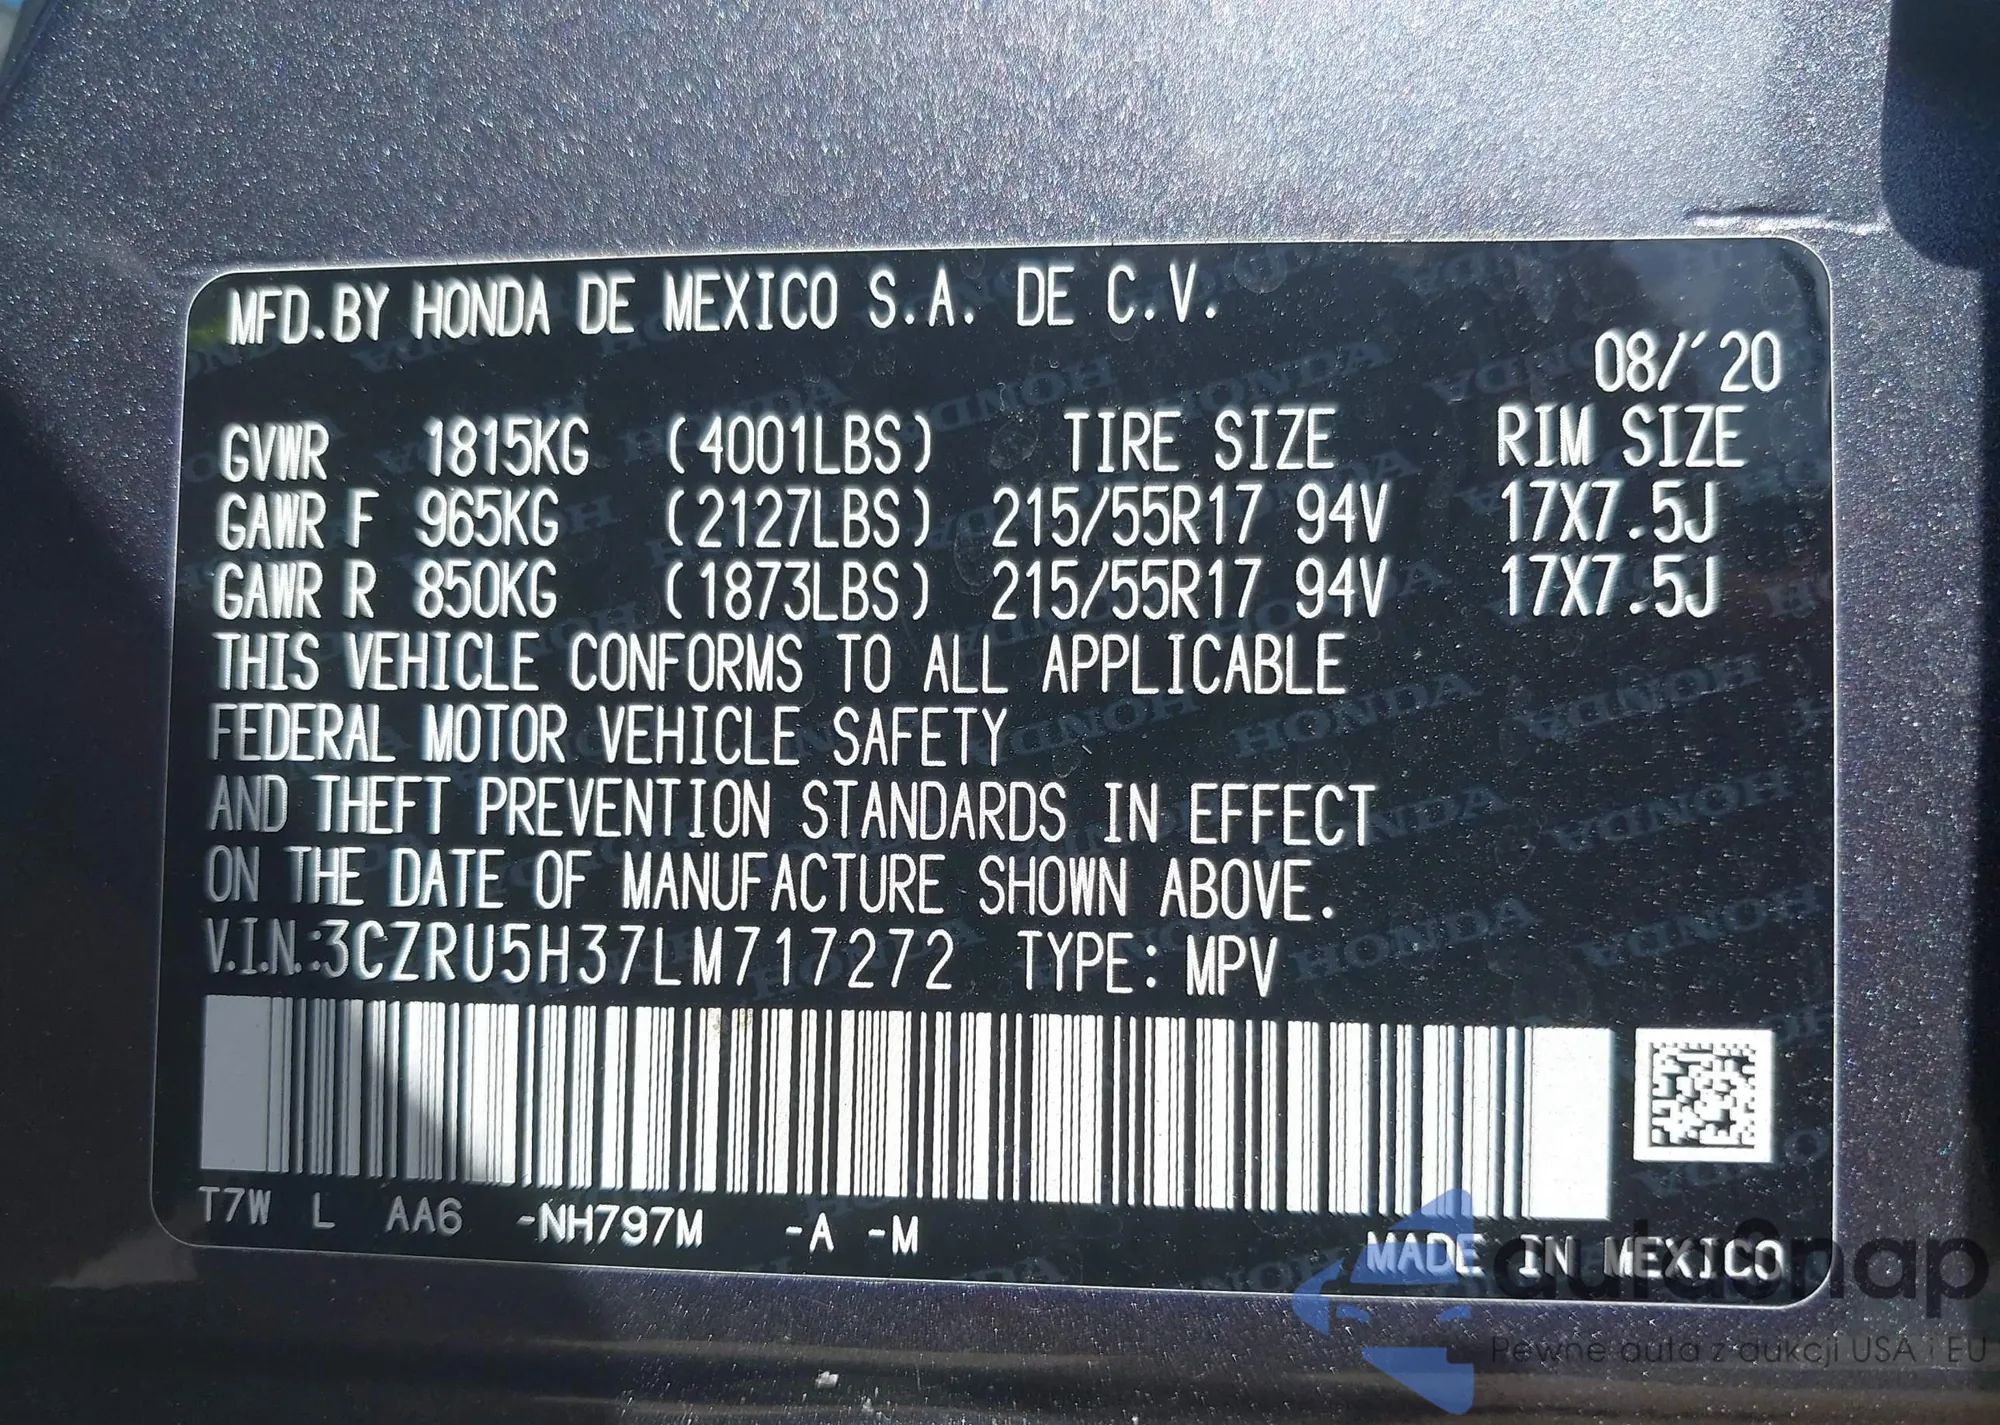 MFD.BY HONDA DE MEXICO S.A. DE C.V.
08/'20
GVWR 1815KG (4001LBS) TIRE SIZE RIM SIZE
GAWR F 965KG (2127LBS) 215/55R17 94V 17X7.5J
GAWR R 850KG (1873LBS) 215/55R17 94V 17X7.5J
THIS VEHICLE CONFORMS TO ALL APPLICABLE
FEDERAL MOTOR VEHICLE SAFETY
AND THEFT PREVENTION STANDARDS IN EFFECT
ON THE DATE OF MANUFACTURE SHOWN ABOVE.
V.I.N.:3CZRU5H37LM717272 TYPE: MPV
T7W L AA6 -NH797M -A -M
MADE IN MEXICO
autaSnap
Pewne auta z aukcji USA i EU